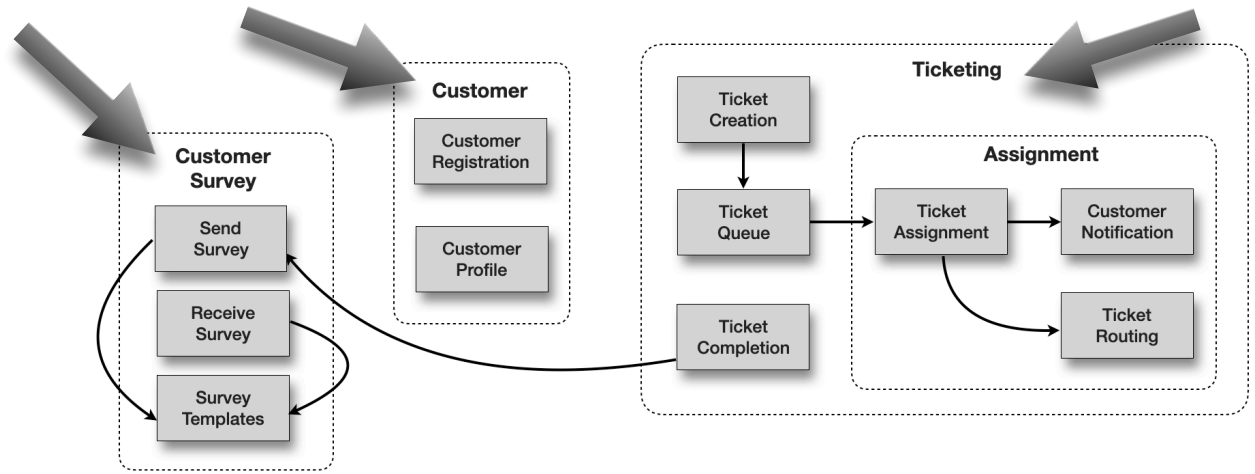 Customer
Survey
Send
Survey
Receive
Survey
Survey
Templates
Customer
Customer
Registration
Customer
Profile
Ticketing
Ticket
Creation
Ticket
Queue
Ticket
Completion
Assignment
Ticket
Assignment
Customer
Notification
Ticket
Routing